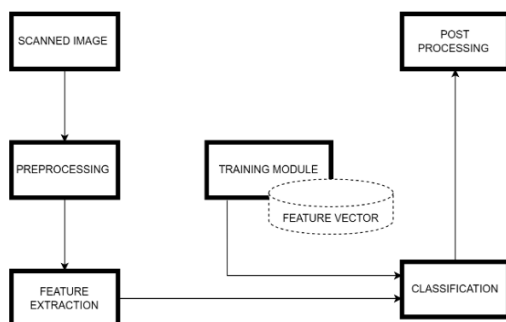 SCANNED IMAGE
POST
PROCESSING
PREPROCESSING
TRAINING MODULE
FEATURE VECTOR
FEATURE
EXTRACTION
CLASSIFICATION